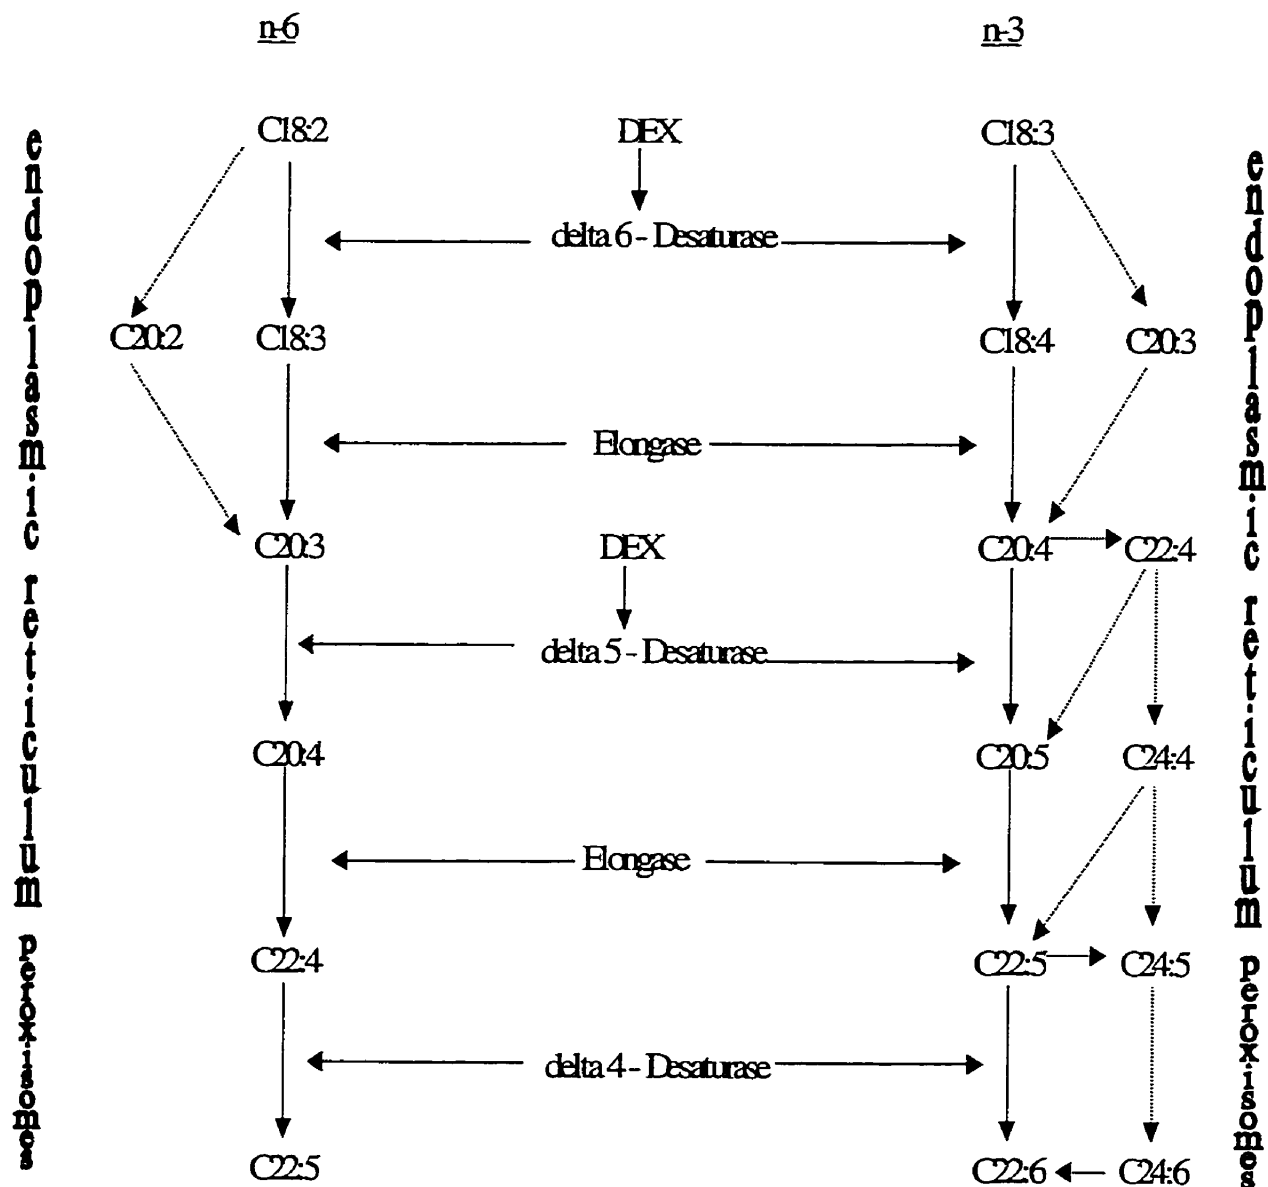 n-6 n-3
C18:2 DEX C18:3
delta 6 - Desaturase
C20:2 C18:3 C18:4 C20:3
Elongase
C20:3 DEX C20:4 C22:4
delta 5 - Desaturase
C20:4 C20:5 C24:4
Elongase
C22:4 C22:5 C24:5
delta 4 - Desaturase
C22:5 C22:6 C24:6
endoplasmic reticulum peroxisomes
endoplasmic reticulum peroxisomes